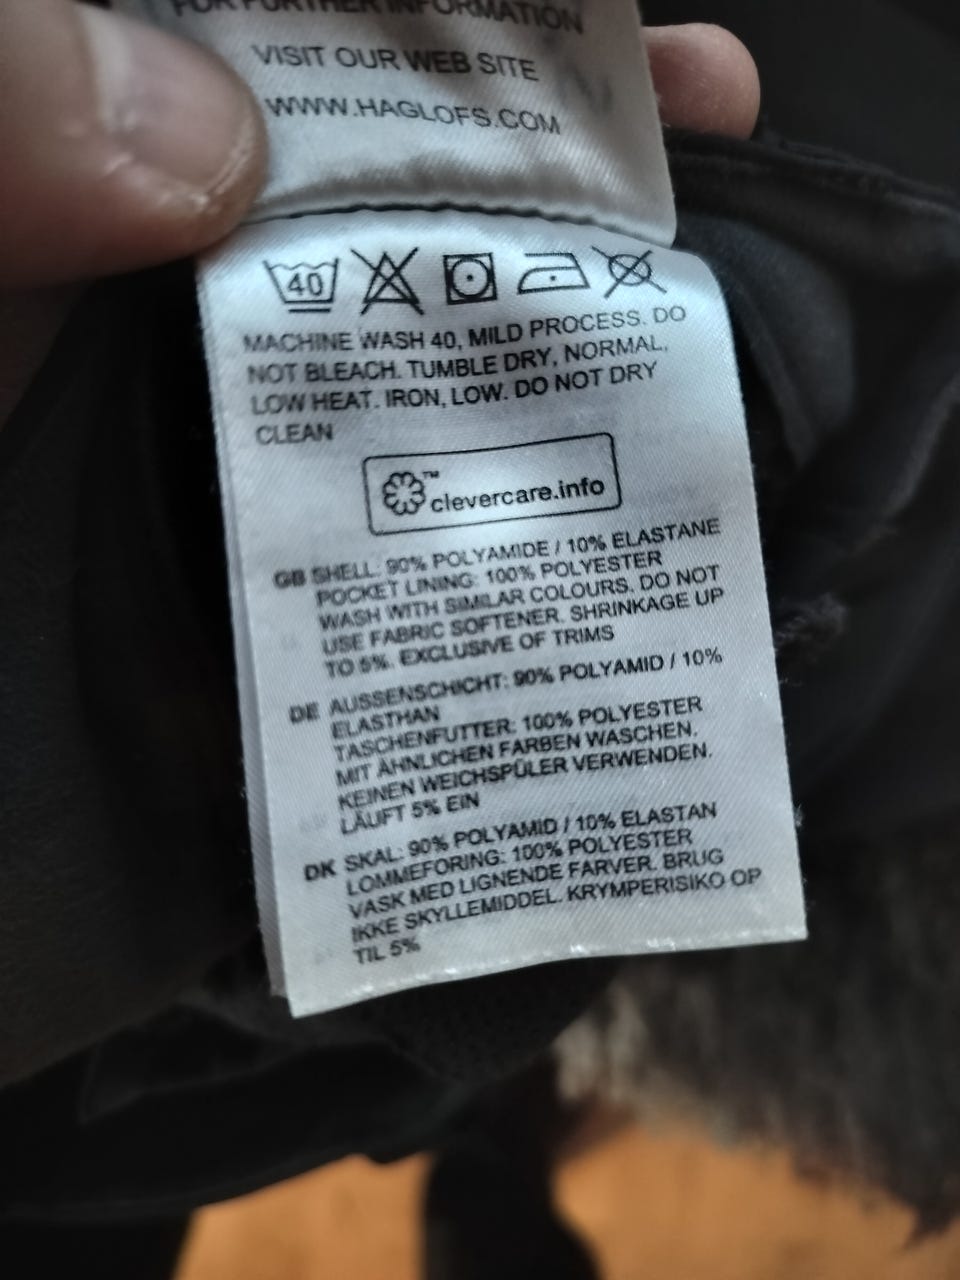 FOR FURTHER INFORMATION
VISIT OUR WEB SITE
WWW.HAGLOFS.COM
40
MACHINE WASH 40, MILD PROCESS. DO
NOT BLEACH. TUMBLE DRY, NORMAL,
LOW HEAT. IRON, LOW. DO NOT DRY
CLEAN
™
clevercare.info
GB SHELL: 90% POLYAMIDE / 10% ELASTANE
POCKET LINING: 100% POLYESTER
WASH WITH SIMILAR COLOURS. DO NOT
USE FABRIC SOFTENER. SHRINKAGE UP
TO 5%. EXCLUSIVE OF TRIMS
DE AUSSENSCHICHT: 90% POLYAMID / 10%
ELASTHAN
TASCHENFUTTER: 100% POLYESTER
MIT ÄHNLICHEN FARBEN WASCHEN.
KEINEN WEICHSPÜLER VERWENDEN.
LÄUFT 5% EIN
DK SKAL: 90% POLYAMID / 10% ELASTAN
LOMMEFORING: 100% POLYESTER
VASK MED LIGNENDE FARVER. BRUG
IKKE SKYLLEMIDDEL. KRYMPERISIKO OP
TIL 5%